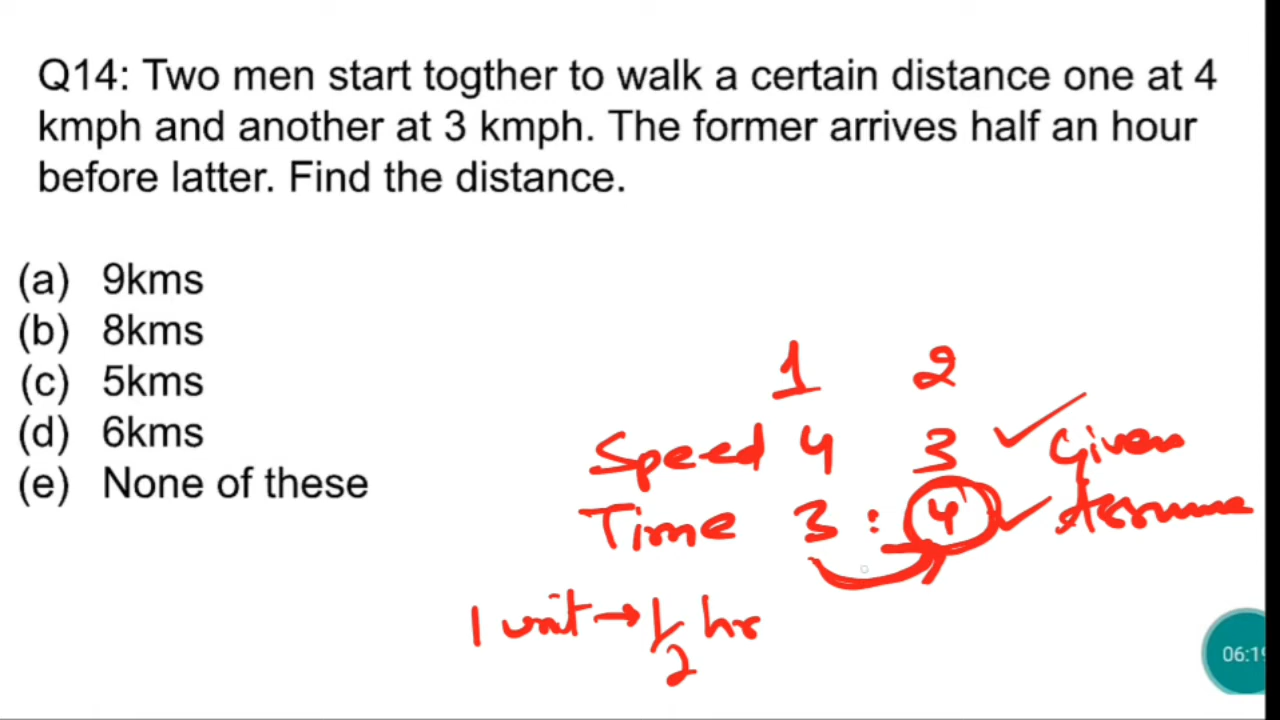 Q14: Two men start togther to walk a certain distance one at 4
kmph and another at 3 kmph. The former arrives half an hour
before latter. Find the distance.
(a) 9kms
(b) 8kms
(c) 5kms
(d) 6kms
(e) None of these
1 2
Speed 4 3 ✓ Given
Time 3 : 4 ✓ Assume
1 unit → 1/2 hr
06:19